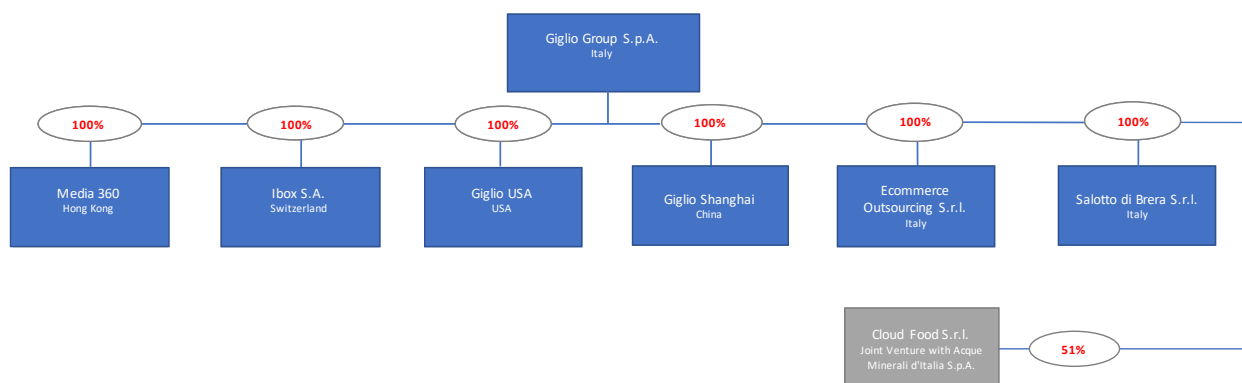 Giglio Group S.p.A.
Italy
100%
100%
100%
100%
100%
100%
Media 360
Hong Kong
Ibox S.A.
Switzerland
Giglio USA
USA
Giglio Shanghai
China
Ecommerce
Outsourcing S.r.l.
Italy
Salotto di Brera S.r.l.
Italy
Cloud Food S.r.l.
Joint Venture with Acque
Minerali d'Italia S.p.A.
51%